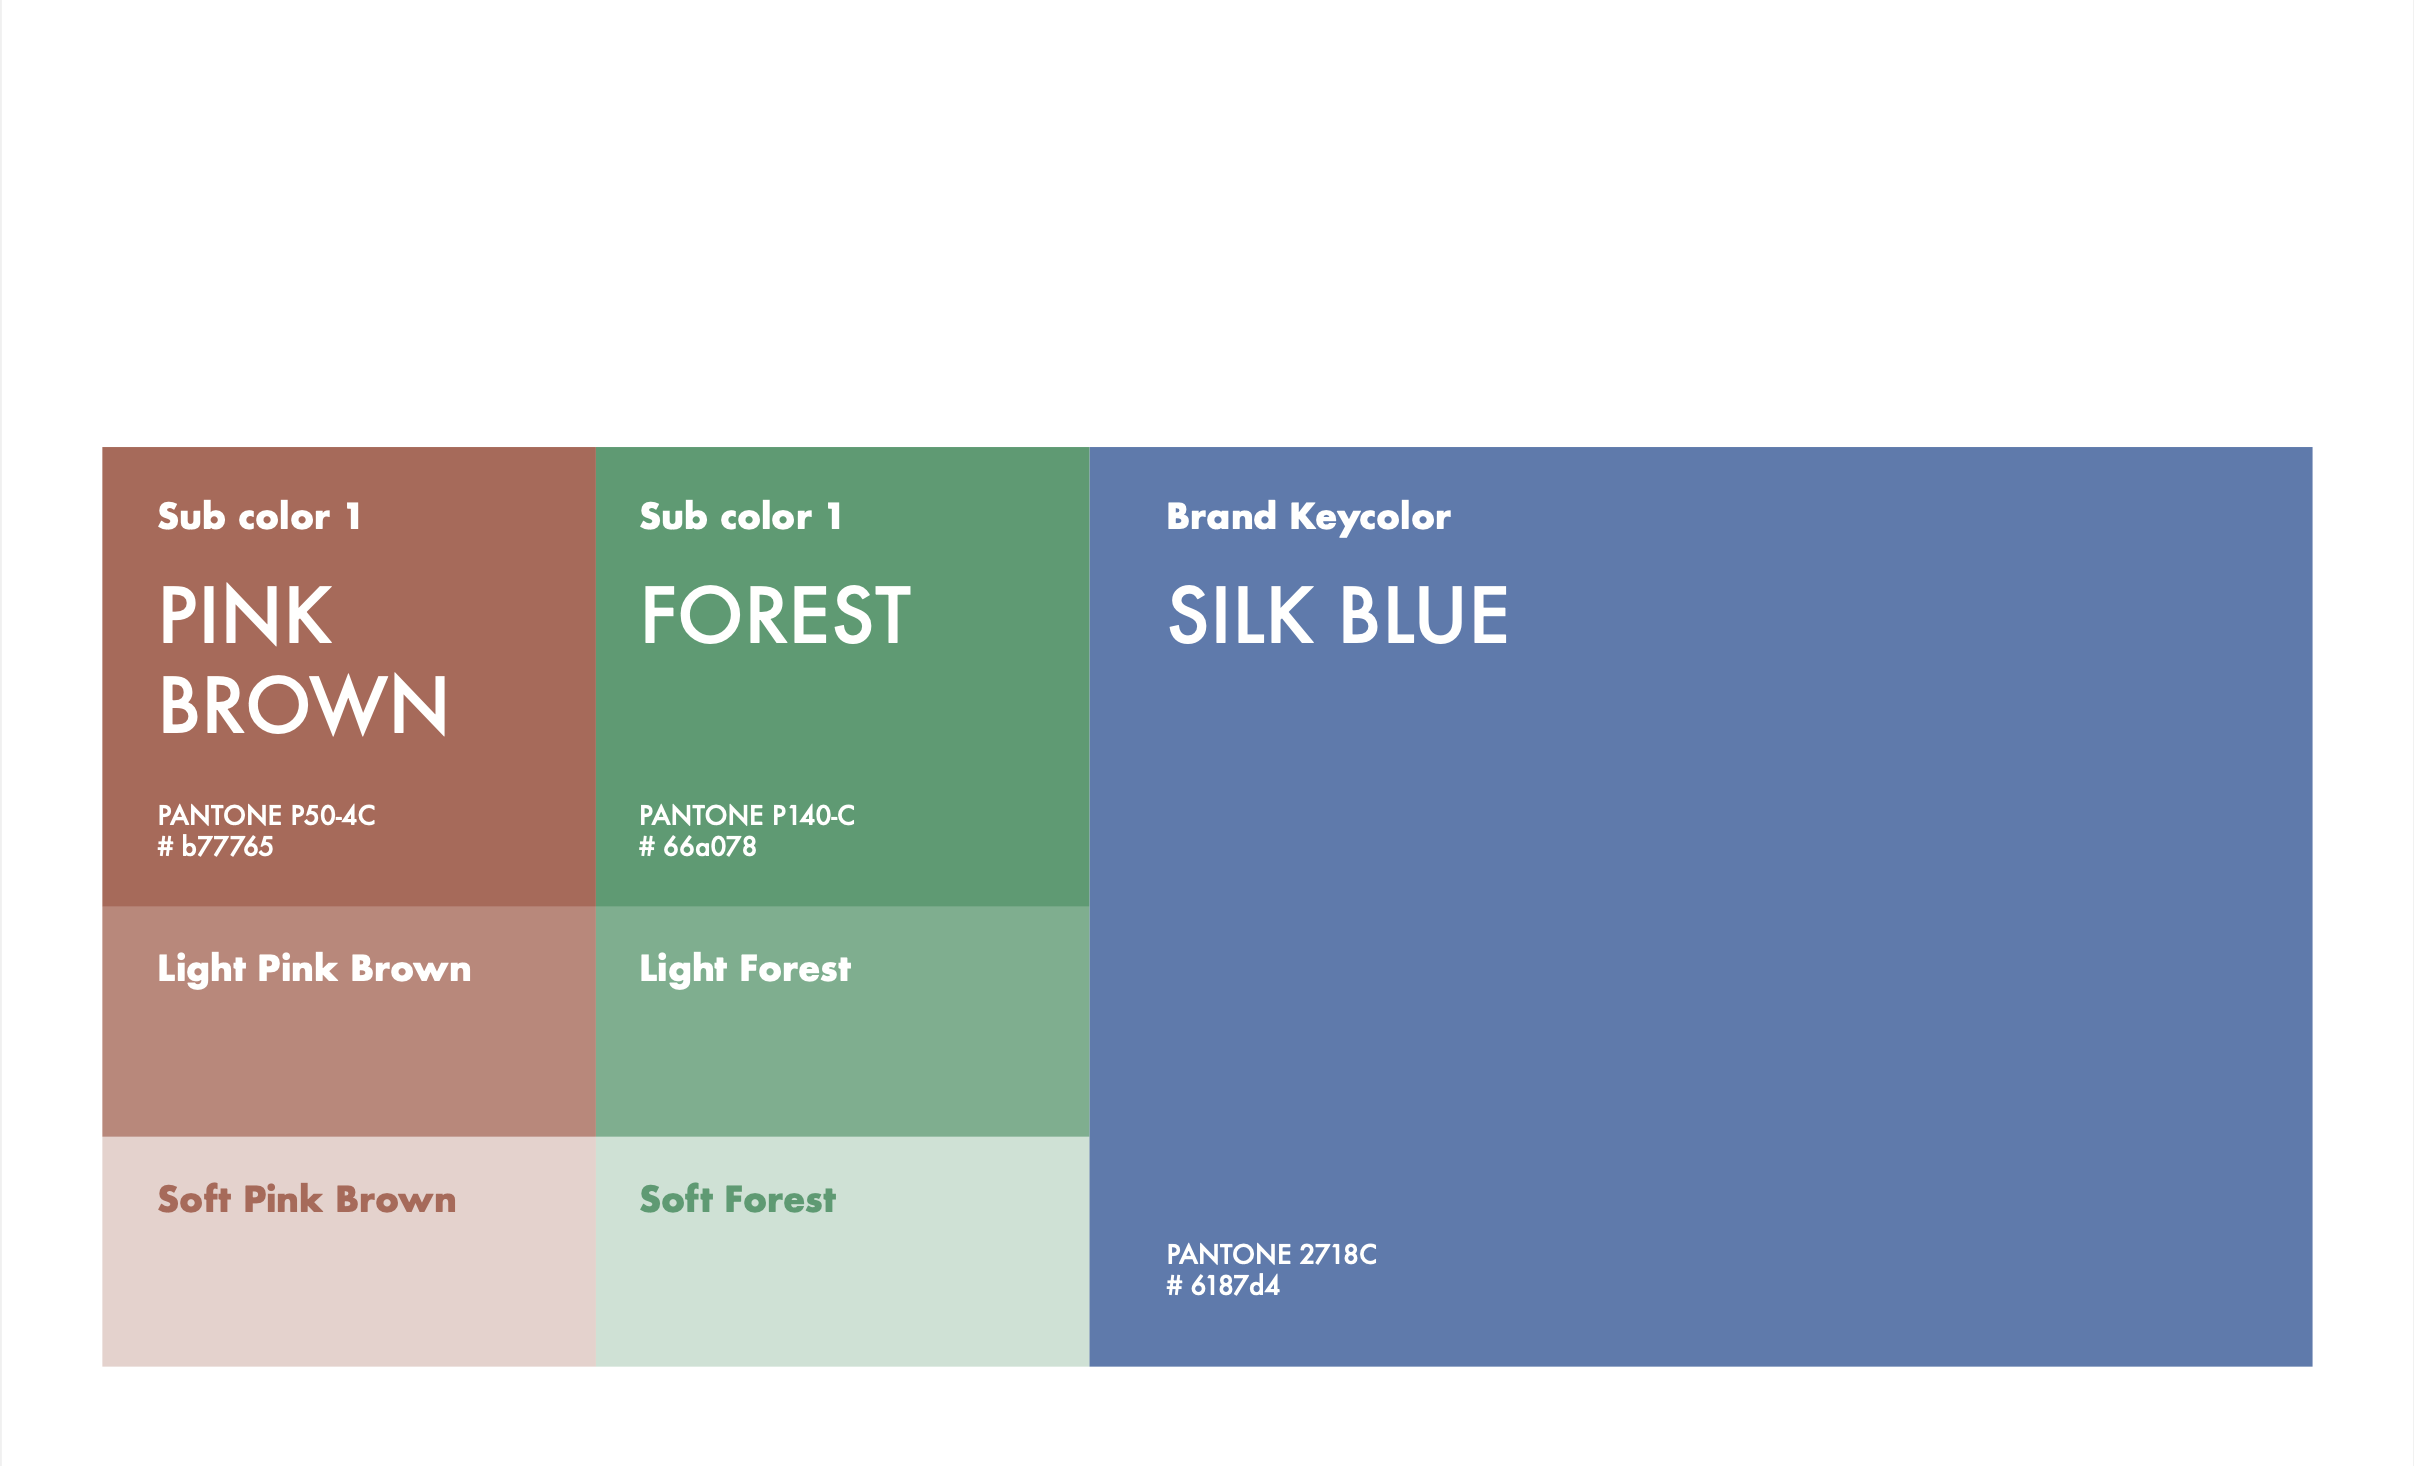 Sub color 1
PINK
BROWN
PANTONE P50-4C
# b77765
Light Pink Brown
Soft Pink Brown
Sub color 1
FOREST
PANTONE P140-C
# 66a078
Light Forest
Soft Forest
Brand Keycolor
SILK BLUE
PANTONE 2718C
# 6187d4